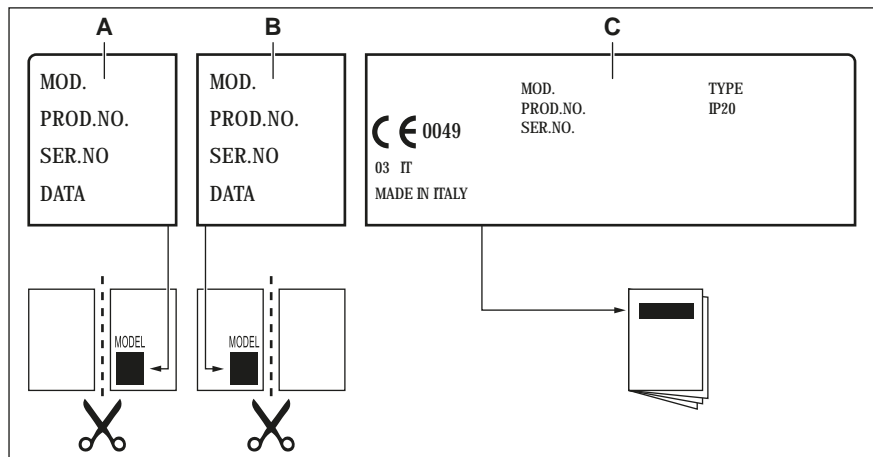 A
B
C
MOD.
PROD.NO.
SER.NO
DATA
MOD.
PROD.NO.
SER.NO
DATA
MOD.
PROD.NO.
SER.NO.
TYPE
IP20
CE 0049
03 IT
MADE IN ITALY
MODEL
MODEL